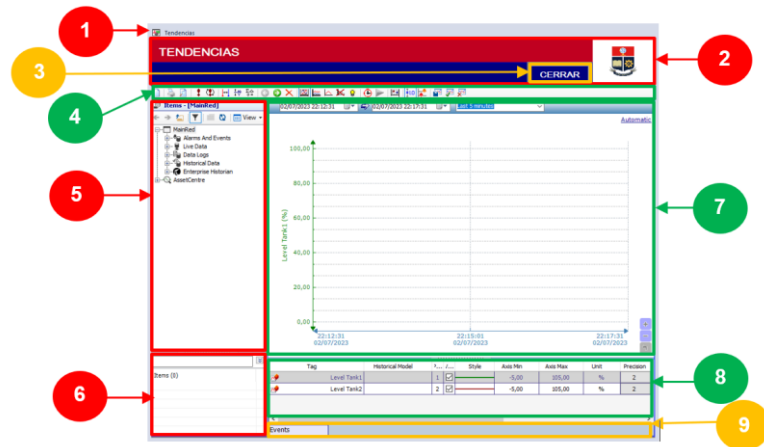 1
Tendencias
TENDENCIAS
2
3
CERRAR
4
Items - [MainRed]
02/07/2023 22:12:31
02/07/2023 22:17:31
Last 5 minutes
View
Automatic
MainRed
Alarms And Events
Live Data
Data Logs
Historical Data
Enterprise Historian
AssetCentre
5
7
Level Tank1 (%)
100,00
80,00
60,00
40,00
20,00
0,00
22:12:31
02/07/2023
22:15:01
02/07/2023
22:17:31
02/07/2023
6
Items (0)
8
Tag Historical Model Style Axis Min Axis Max Unit Precision
Level Tank1 1 -5,00 105,00 % 2
Level Tank2 2 -5,00 105,00 % 2
9
Events